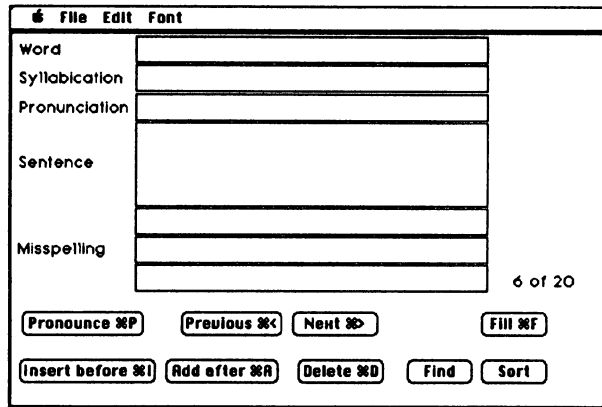 File Edit Font
Word
Syllabication
Pronunciation
Sentence
Misspelling
6 of 20
Pronounce ⌘P Previous ⌘< Next ⌘> Fill ⌘F
Insert before ⌘I Add after ⌘A Delete ⌘D Find Sort